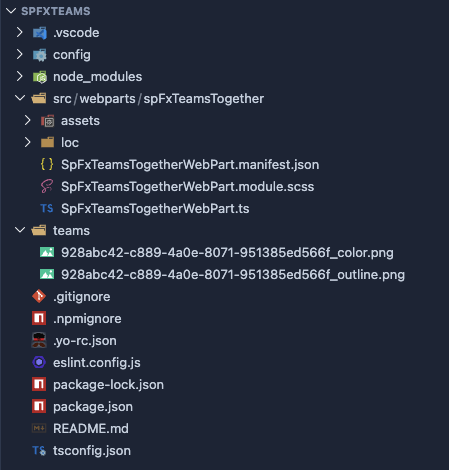 SPFXTEAMS
.vscode
config
node_modules
src/webparts/spFxTeamsTogether
assets
loc
{ } SpFxTeamsTogetherWebPart.manifest.json
SpFxTeamsTogetherWebPart.module.scss
TS SpFxTeamsTogetherWebPart.ts
teams
928abc42-c889-4a0e-8071-951385ed566f_color.png
928abc42-c889-4a0e-8071-951385ed566f_outline.png
.gitignore
.npmignore
.yo-rc.json
eslint.config.js
package-lock.json
package.json
README.md
TS tsconfig.json